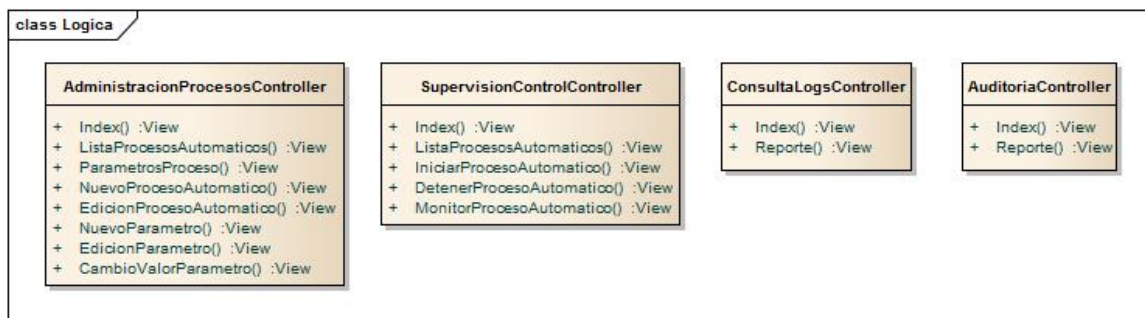 class Logica
AdministracionProcesosController
+ Index() :View
+ ListaProcesosAutomaticos() :View
+ ParametrosProceso() :View
+ NuevoProcesoAutomatico() :View
+ EdicionProcesoAutomatico() :View
+ NuevoParametro() :View
+ EdicionParametro() :View
+ CambioValorParametro() :View
SupervisionControlController
+ Index() :View
+ ListaProcesosAutomaticos() :View
+ IniciarProcesoAutomatico() :View
+ DetenerProcesoAutomatico() :View
+ MonitorProcesoAutomatico() :View
ConsultaLogsController
+ Index() :View
+ Reporte() :View
AuditoriaController
+ Index() :View
+ Reporte() :View